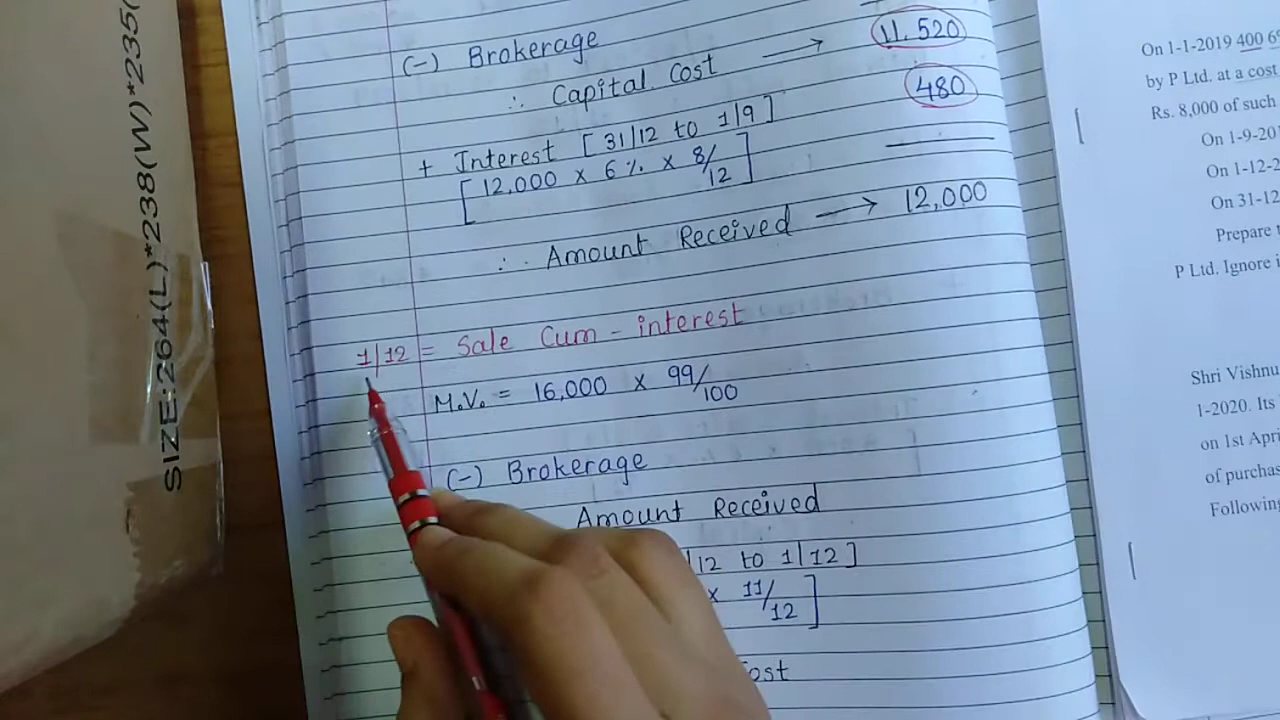 SIZE:264(L)*238(W)*235(
(-) Brokerage
∴ Capital Cost → 11,520
+ Interest [31/12 to 1/9] 480
[12,000 x 6% x 8/12]
∴ Amount Received → 12,000
1/12 = Sale Cum-interest
M.V. = 16,000 x 99/100
(-) Brokerage
Amount Received
/12 to 1/12]
x 11/12]
ost
On 1-1-2019 400 6
by P Ltd. at a cost
Rs. 8,000 of such
On 1-9-20
On 1-12-2
On 31-12
Prepare t
P Ltd. Ignore i
Shri Vishnu
1-2020. Its
on 1st Apri
of purchas
Following